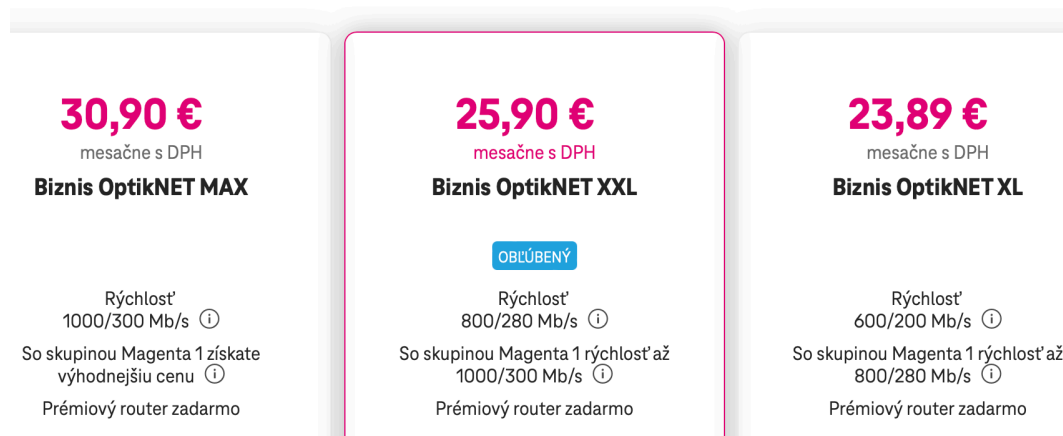 30,90 €
mesačne s DPH
Biznis OptikNET MAX
Rýchlosť
1000/300 Mb/s
So skupinou Magenta 1 získate
výhodnejšiu cenu
Prémiový router zadarmo
25,90 €
mesačne s DPH
Biznis OptikNET XXL
OBĽÚBENÝ
Rýchlosť
800/280 Mb/s
So skupinou Magenta 1 rýchlosť až
1000/300 Mb/s
Prémiový router zadarmo
23,89 €
mesačne s DPH
Biznis OptikNET XL
Rýchlosť
600/200 Mb/s
So skupinou Magenta 1 rýchlosť až
800/280 Mb/s
Prémiový router zadarmo